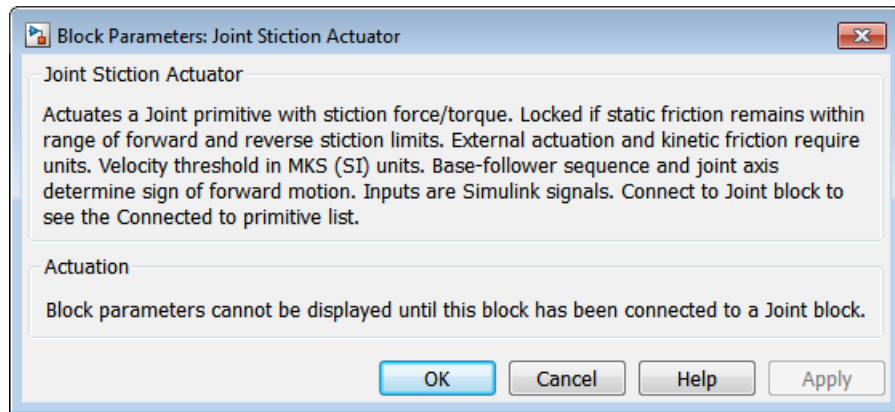 Block Parameters: Joint Stiction Actuator
Joint Stiction Actuator
Actuates a Joint primitive with stiction force/torque. Locked if static friction remains within
range of forward and reverse stiction limits. External actuation and kinetic friction require
units. Velocity threshold in MKS (SI) units. Base-follower sequence and joint axis
determine sign of forward motion. Inputs are Simulink signals. Connect to Joint block to
see the Connected to primitive list.
Actuation
Block parameters cannot be displayed until this block has been connected to a Joint block.
OK Cancel Help Apply